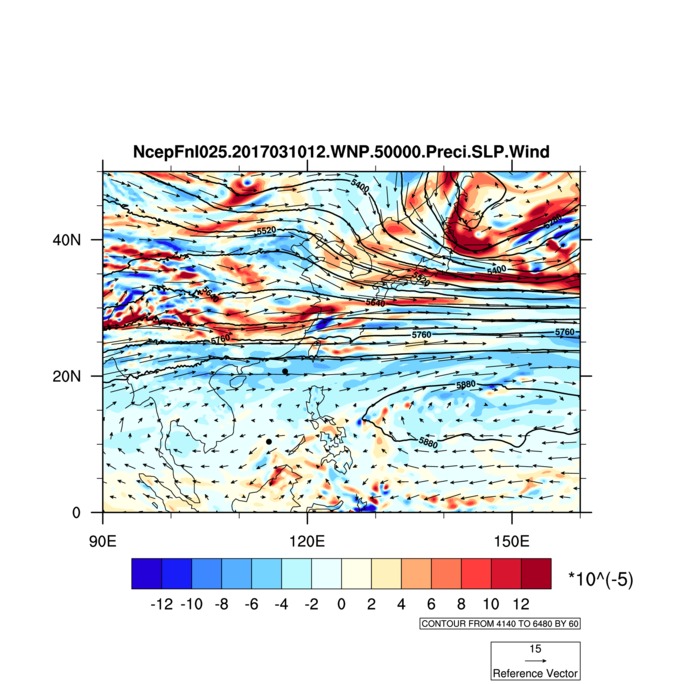 NcepFnl025.2017031012.WNP.50000.Preci.SLP.Wind
5400
5520
40N
5400
5640
5760
5760
5760
20N
5880
5880
0
90E 120E 150E
-12 -10 -8 -6 -4 -2 0 2 4 6 8 10 12
*10^(-5)
CONTOUR FROM 4140 TO 6480 BY 60
15
Reference Vector